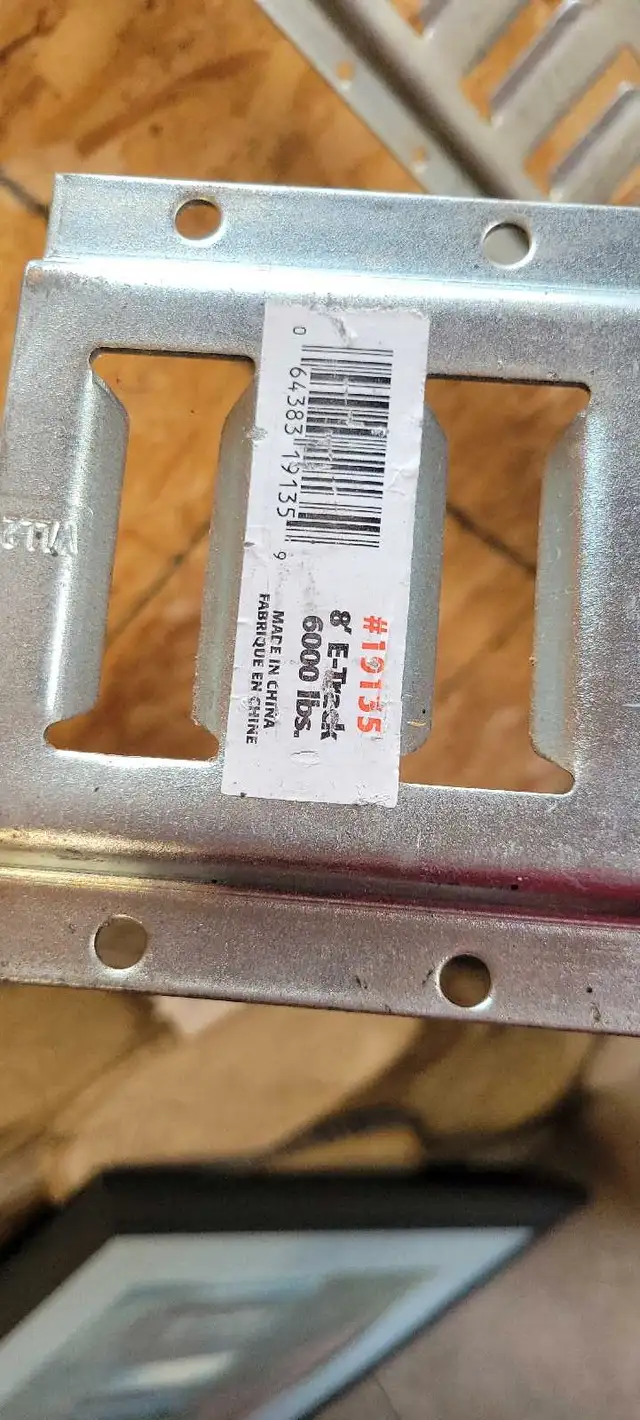 0 64383 19135 9
#19135
8' E-Track
6000 lbs.
MADE IN CHINA
FABRIQUE EN CHINE